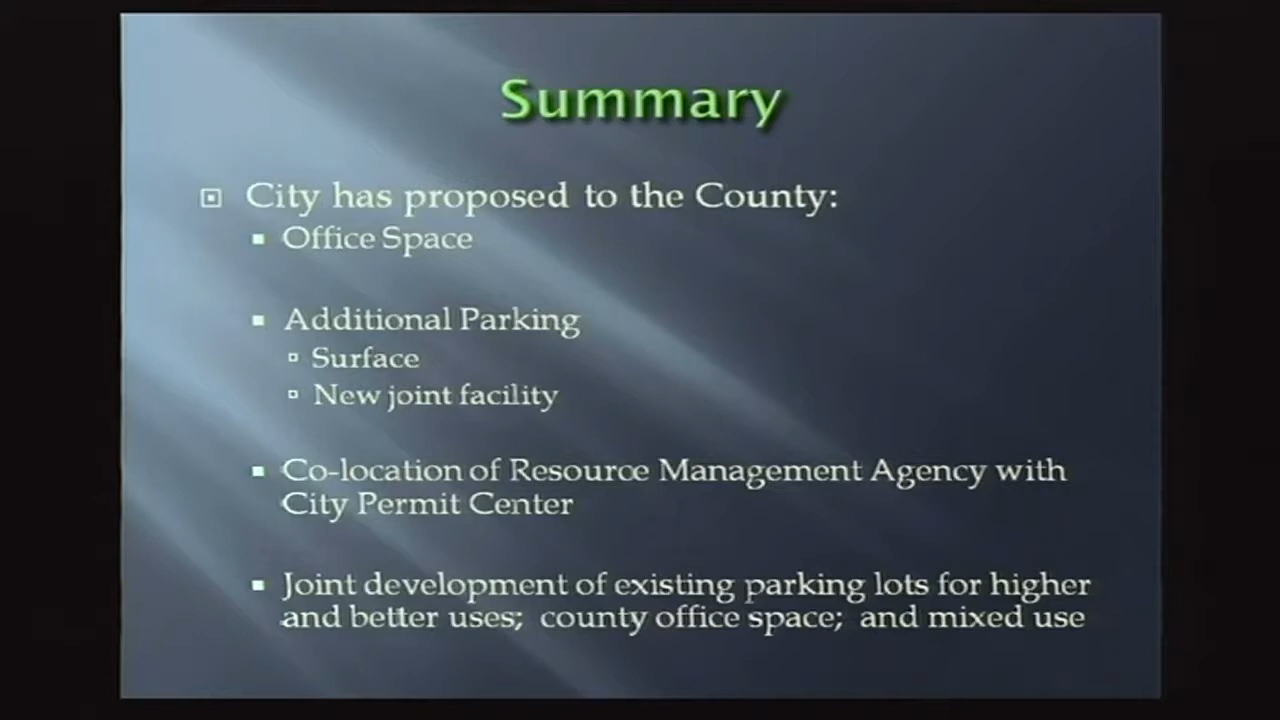 Summary
City has proposed to the County:
Office Space
Additional Parking
Surface
New joint facility
Co-location of Resource Management Agency with
City Permit Center
Joint development of existing parking lots for higher
and better uses; county office space; and mixed use